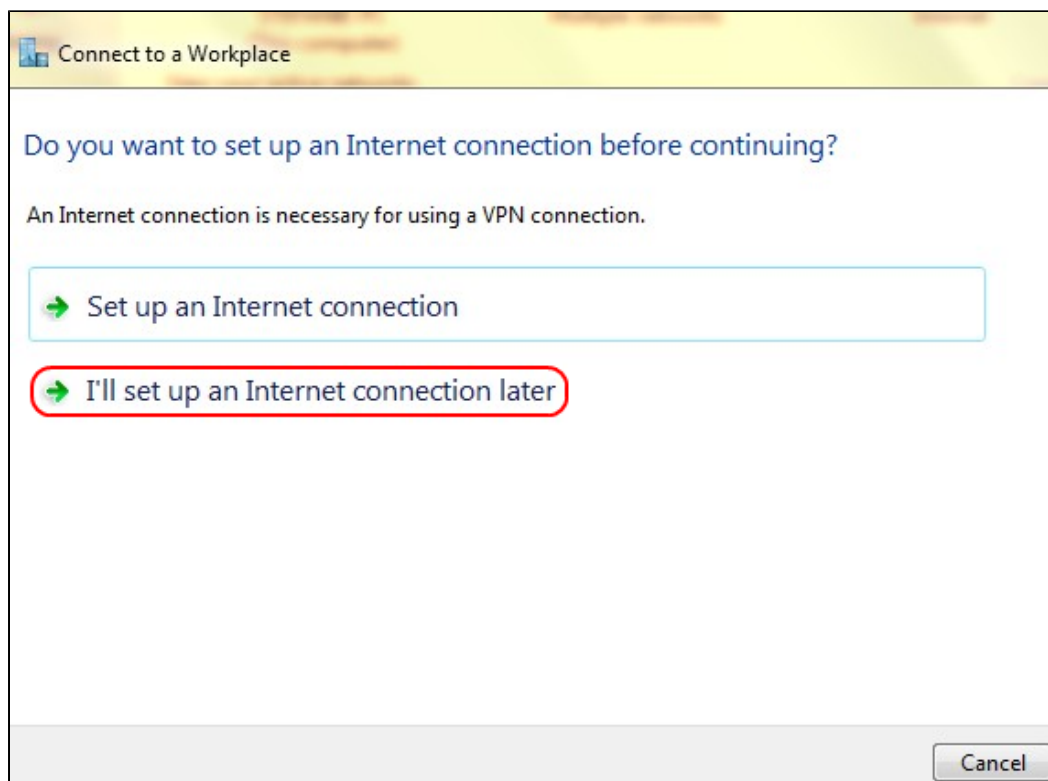 Connect to a Workplace
Do you want to set up an Internet connection before continuing?
An Internet connection is necessary for using a VPN connection.
Set up an Internet connection
I'll set up an Internet connection later
Cancel